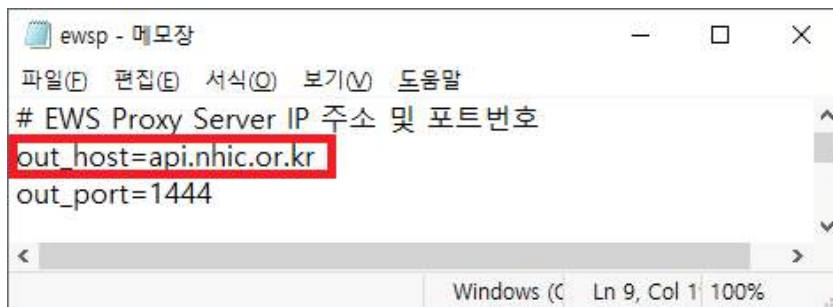 ewsp - 메모장
파일(F) 편집(E) 서식(O) 보기(V) 도움말
# EWS Proxy Server IP 주소 및 포트번호
out_host=api.nhic.or.kr
out_port=1444
Windows (C Ln 9, Col 1 100%